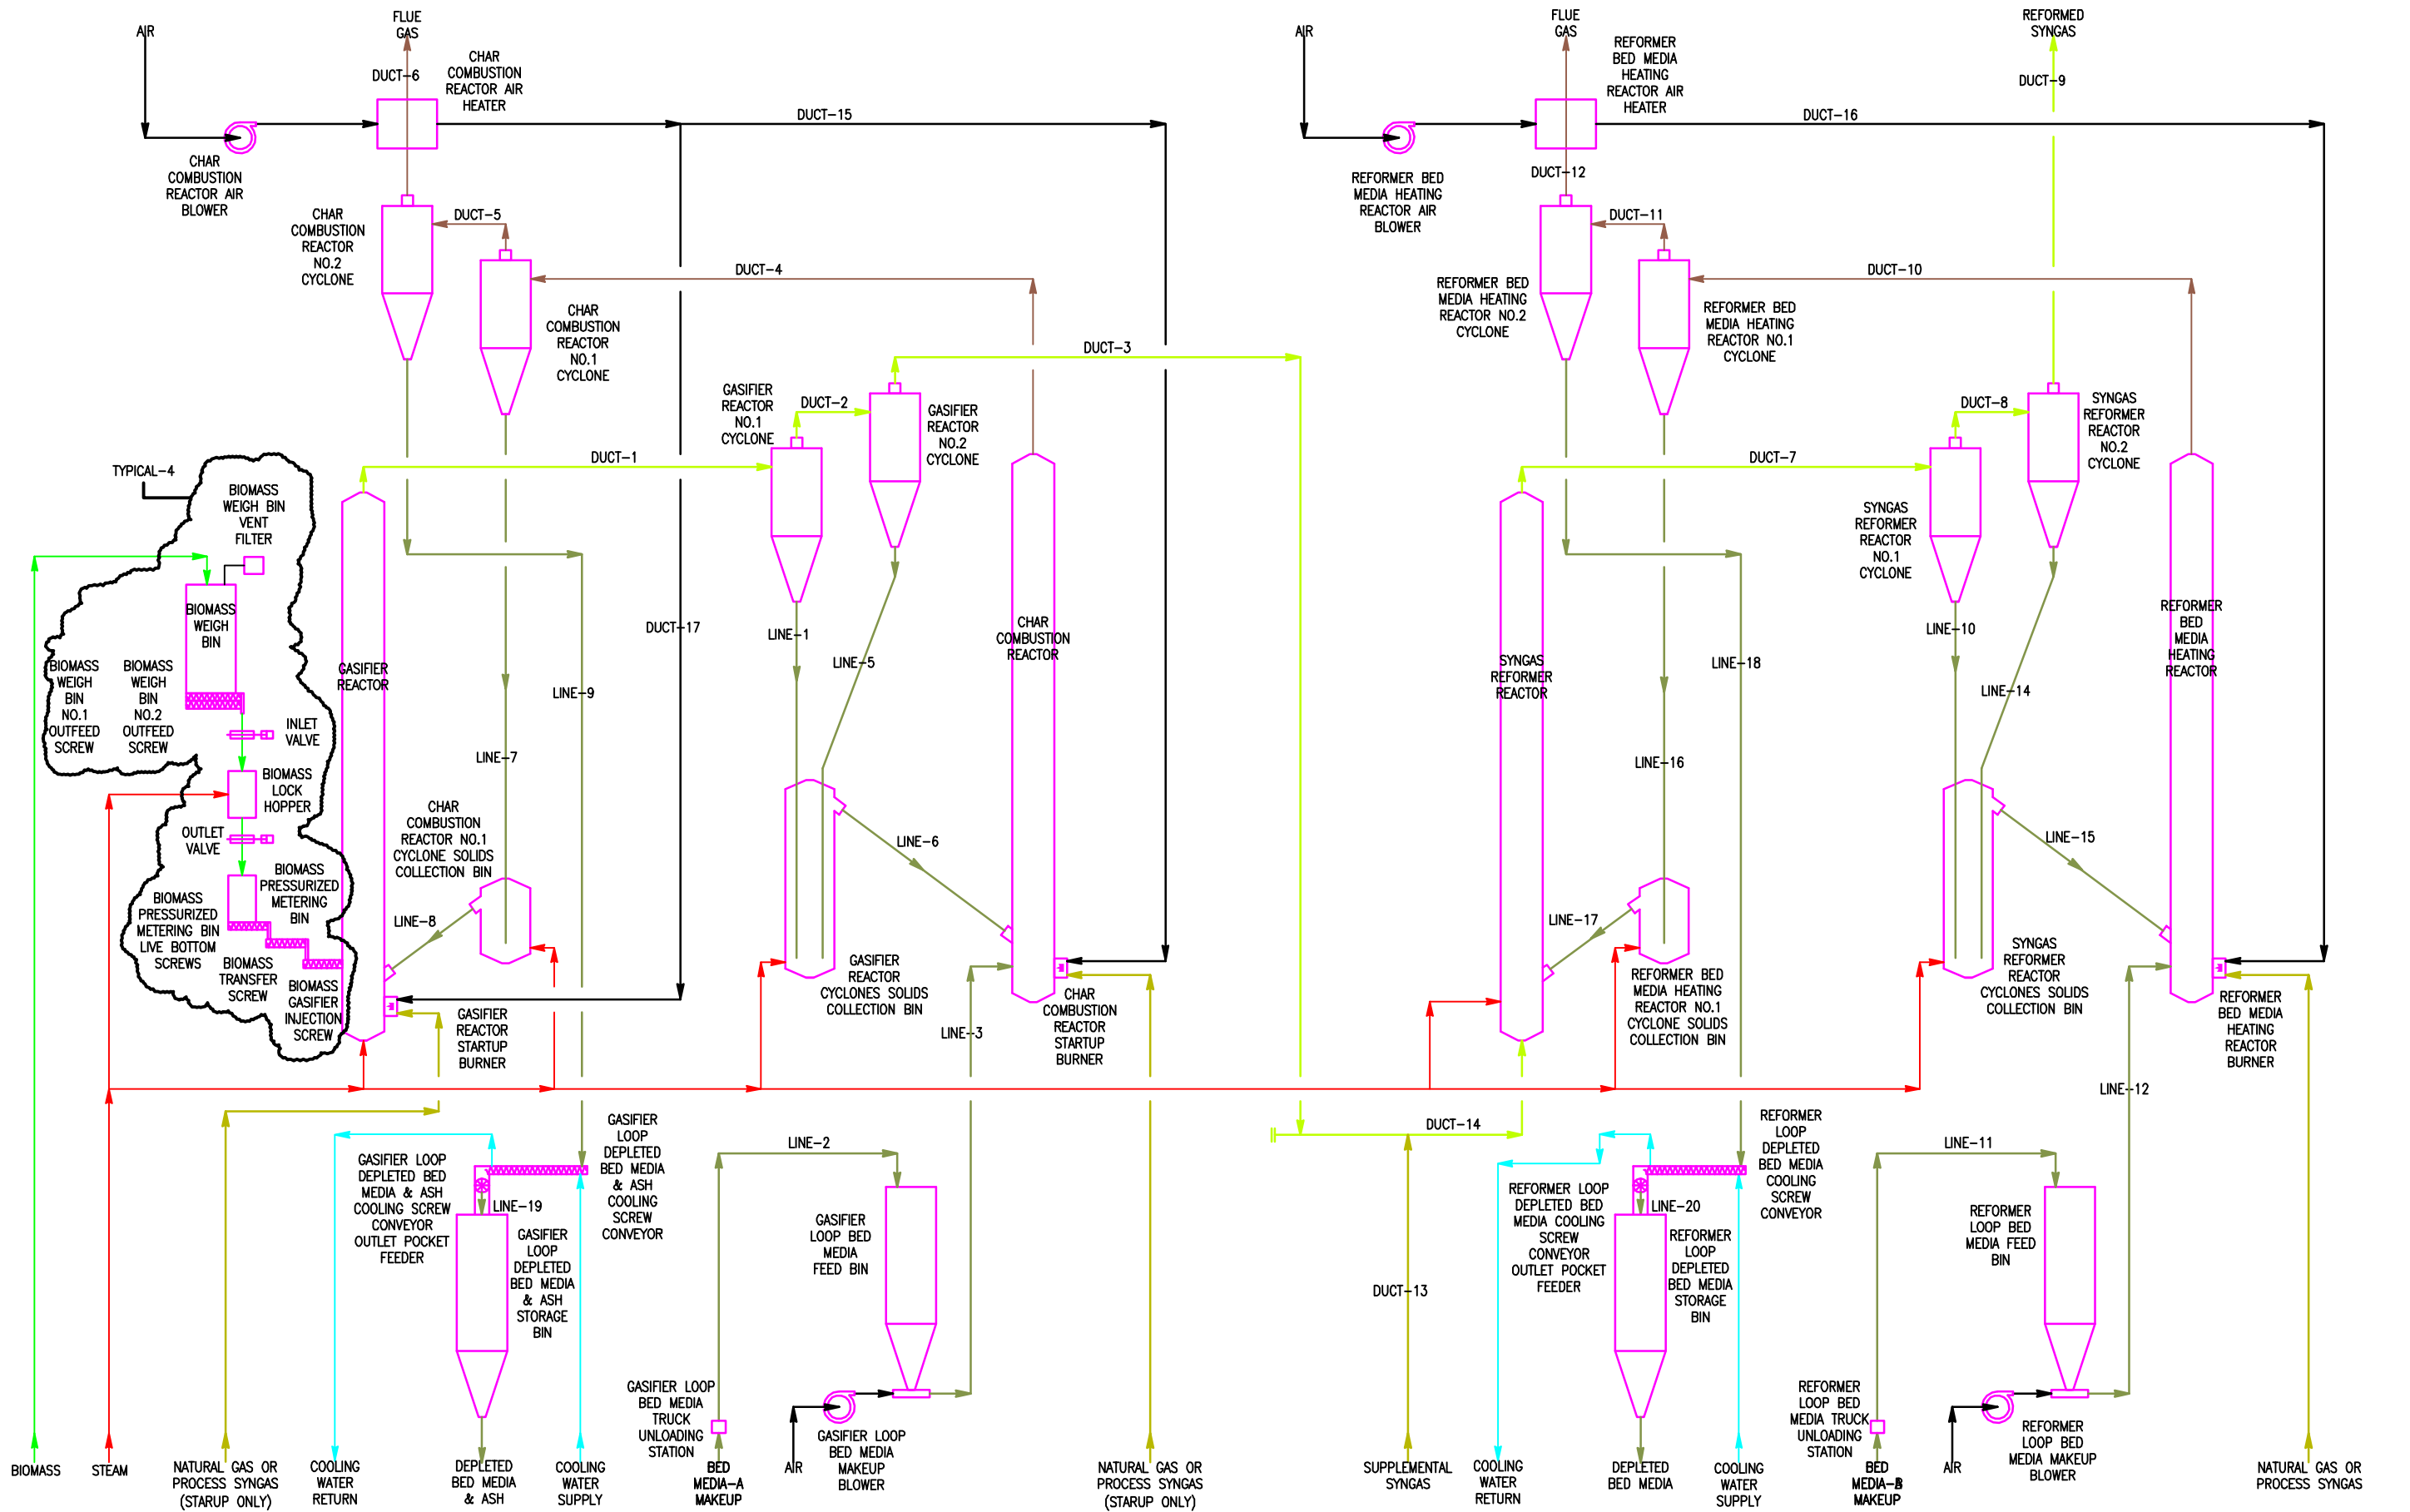 AIR
FLUE
GAS
DUCT-6
CHAR
COMBUSTION
REACTOR AIR
HEATER
DUCT-15
CHAR
COMBUSTION
REACTOR AIR
BLOWER
CHAR
COMBUSTION
REACTOR
NO.2
CYCLONE
DUCT-5
DUCT-4
CHAR
COMBUSTION
REACTOR
NO.1
CYCLONE
DUCT-3
GASIFIER
REACTOR
NO.1
CYCLONE
DUCT-2
GASIFIER
REACTOR
NO.2
CYCLONE
DUCT-1
TYPICAL-4
BIOMASS
WEIGH BIN
VENT
FILTER
BIOMASS
WEIGH
BIN
BIOMASS
WEIGH
BIN
NO.1
OUTFEED
SCREW
BIOMASS
WEIGH
BIN
NO.2
OUTFEED
SCREW
INLET
VALVE
BIOMASS
LOCK
HOPPER
OUTLET
VALVE
BIOMASS
PRESSURIZED
METERING
BIN
BIOMASS
PRESSURIZED
METERING BIN
LIVE BOTTOM
SCREWS
BIOMASS
TRANSFER
SCREW
BIOMASS
GASIFIER
INJECTION
SCREW
GASIFIER
REACTOR
LINE-9
LINE-7
DUCT-17
LINE-1
LINE-5
CHAR
COMBUSTION
REACTOR
CHAR
COMBUSTION
REACTOR NO.1
CYCLONE SOLIDS
COLLECTION BIN
LINE-8
LINE-6
GASIFIER
REACTOR
STARTUP
BURNER
GASIFIER
REACTOR
CYCLONES SOLIDS
COLLECTION BIN
LINE-3
CHAR
COMBUSTION
REACTOR
STARTUP
BURNER
GASIFIER LOOP
DEPLETED BED
MEDIA & ASH
COOLING SCREW
CONVEYOR
OUTLET POCKET
FEEDER
LINE-19
GASIFIER
LOOP
DEPLETED
BED MEDIA
& ASH
STORAGE
BIN
GASIFIER
LOOP
DEPLETED
BED MEDIA
& ASH
COOLING
SCREW
CONVEYOR
LINE-2
GASIFIER
LOOP BED
MEDIA
FEED BIN
GASIFIER LOOP
BED MEDIA
TRUCK
UNLOADING
STATION
GASIFIER LOOP
BED MEDIA
MAKEUP
BLOWER
BIOMASS
STEAM
NATURAL GAS OR
PROCESS SYNGAS
(STARUP ONLY)
COOLING
WATER
RETURN
DEPLETED
BED MEDIA
& ASH
COOLING
WATER
SUPPLY
BED
MEDIA-A
MAKEUP
AIR
NATURAL GAS OR
PROCESS SYNGAS
(STARUP ONLY)
AIR
FLUE
GAS
REFORMER
BED MEDIA
HEATING
REACTOR AIR
HEATER
REFORMED
SYNGAS
DUCT-9
DUCT-16
REFORMER BED
MEDIA HEATING
REACTOR AIR
BLOWER
DUCT-12
DUCT-11
DUCT-10
REFORMER BED
MEDIA HEATING
REACTOR NO.2
CYCLONE
REFORMER BED
MEDIA HEATING
REACTOR NO.1
CYCLONE
DUCT-8
SYNGAS
REFORMER
REACTOR
NO.2
CYCLONE
DUCT-7
SYNGAS
REFORMER
REACTOR
NO.1
CYCLONE
SYNGAS
REFORMER
REACTOR
LINE-18
LINE-16
LINE-10
LINE-14
REFORMER
BED
MEDIA
HEATING
REACTOR
LINE-15
LINE-17
REFORMER BED
MEDIA HEATING
REACTOR NO.1
CYCLONE SOLIDS
COLLECTION BIN
SYNGAS
REFORMER
REACTOR
CYCLONES SOLIDS
COLLECTION BIN
REFORMER
BED MEDIA
HEATING
REACTOR
BURNER
LINE-12
DUCT-14
DUCT-13
REFORMER LOOP
DEPLETED BED
MEDIA COOLING
SCREW
CONVEYOR
OUTLET POCKET
FEEDER
LINE-20
REFORMER
LOOP
DEPLETED
BED MEDIA
STORAGE
BIN
REFORMER
LOOP
DEPLETED
BED MEDIA
COOLING
SCREW
CONVEYOR
LINE-11
REFORMER
LOOP BED
MEDIA FEED
BIN
REFORMER
LOOP BED
MEDIA TRUCK
UNLOADING
STATION
REFORMER
LOOP BED
MEDIA MAKEUP
BLOWER
SUPPLEMENTAL
SYNGAS
COOLING
WATER
RETURN
DEPLETED
BED MEDIA
COOLING
WATER
SUPPLY
BED
MEDIA-B
MAKEUP
AIR
NATURAL GAS OR
PROCESS SYNGAS